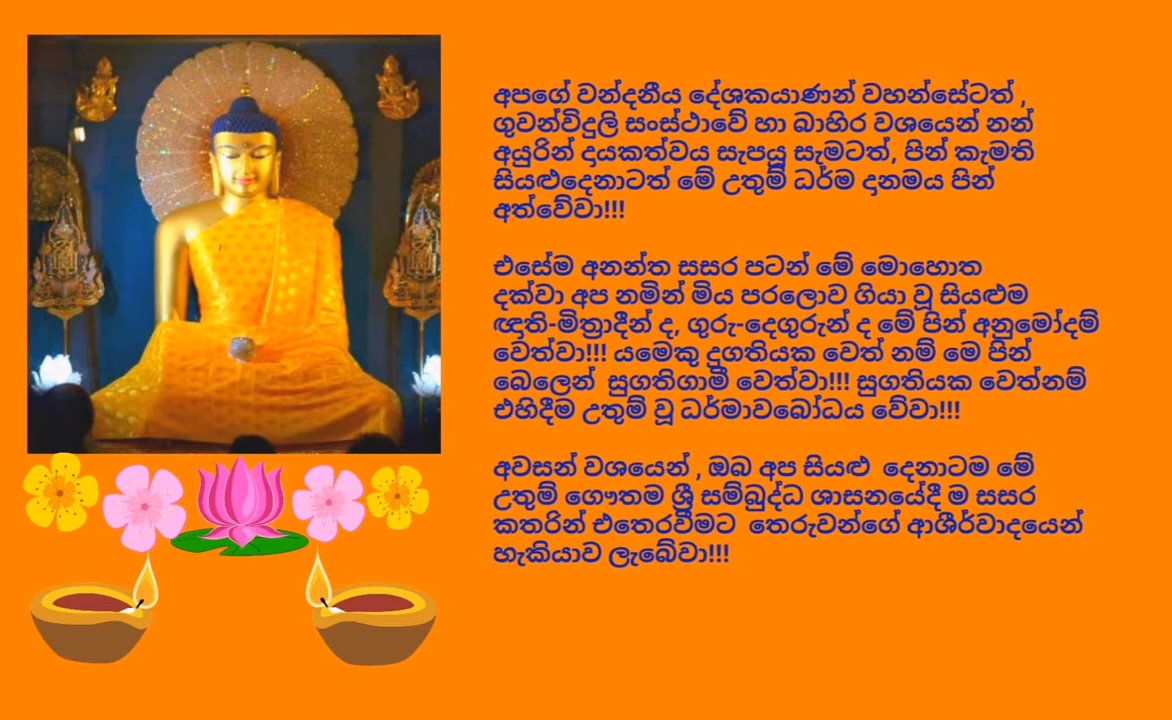 අපගේ වන්දනීය දේශකයාණන් වහන්සේටත් ,
ගුවන්විදුලි සංස්ථාවේ හා බාහිර වශයෙන් නන්
අයුරින් දායකත්වය සැපයූ සැමටත්, පින් කැමති
සියළුදෙනාටත් මේ උතුම් ධර්ම දානමය පින්
අත්වේවා!!!
එසේම අනන්ත සසර පටන් මේ මොහොත
දක්වා අප නමින් මිය පරලොව ගියා වූ සියළුම
ඥාති-මිත්‍රාදීන් ද, ගුරු-දෙගුරුන් ද මේ පින් අනුමෝදම්
වෙත්වා!!! යමෙකු දුගතියක වෙත් නම් මෙ පින්
බෙලෙන් සුගතිගාමී වෙත්වා!!! සුගතියක වෙත්නම්
එහිදීම උතුම් වූ ධර්මාවබෝධය වේවා!!!
අවසන් වශයෙන් , ඔබ අප සියළු දෙනාටම මේ
උතුම් ගෞතම ශ්‍රී සම්බුද්ධ ශාසනයේදී ම සසර
කතරින් එතෙරවීමට තෙරුවන්ගේ ආශීර්වාදයෙන්
හැකියාව ලැබේවා!!!